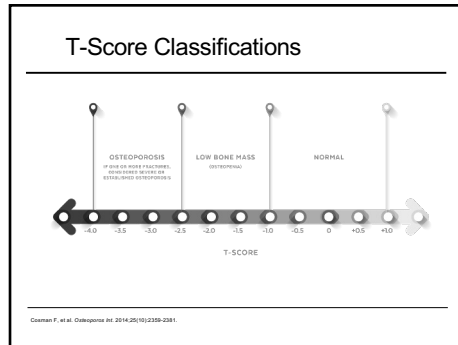 T-Score Classifications
OSTEOPOROSIS
(IF ONE OR MORE FRACTURES,
CONSIDERED SEVERE OR
ESTABLISHED OSTEOPOROSIS
LOW BONE MASS
(OSTEOPENIA)
NORMAL
-4.0 -3.5 -3.0 -2.5 -2.0 -1.5 -1.0 -0.5 0 +0.5 +1.0
T-SCORE
Cosman F, et al. Osteoporos Int. 2014;25(10):2359-2381.